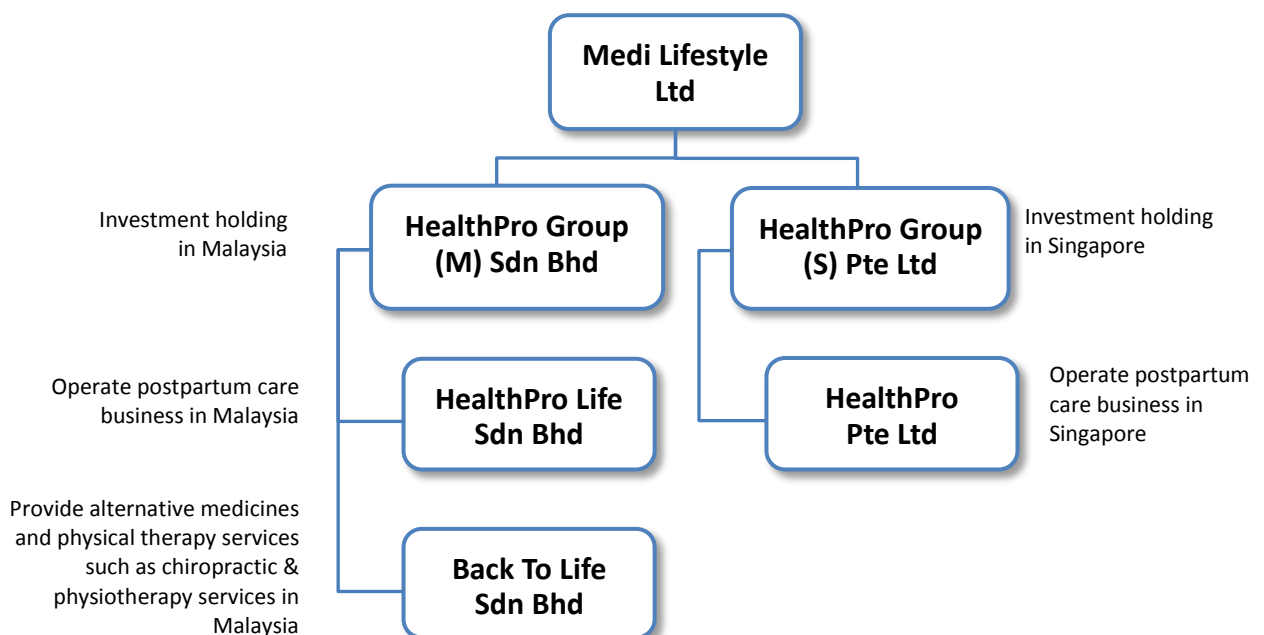 Medi Lifestyle
Ltd
Investment holding
in Malaysia
HealthPro Group
(M) Sdn Bhd
HealthPro Group
(S) Pte Ltd
Investment holding
in Singapore
Operate postpartum care
business in Malaysia
HealthPro Life
Sdn Bhd
HealthPro
Pte Ltd
Operate postpartum
care business in
Singapore
Provide alternative medicines
and physical therapy services
such as chiropractic &
physiotherapy services in
Malaysia
Back To Life
Sdn Bhd